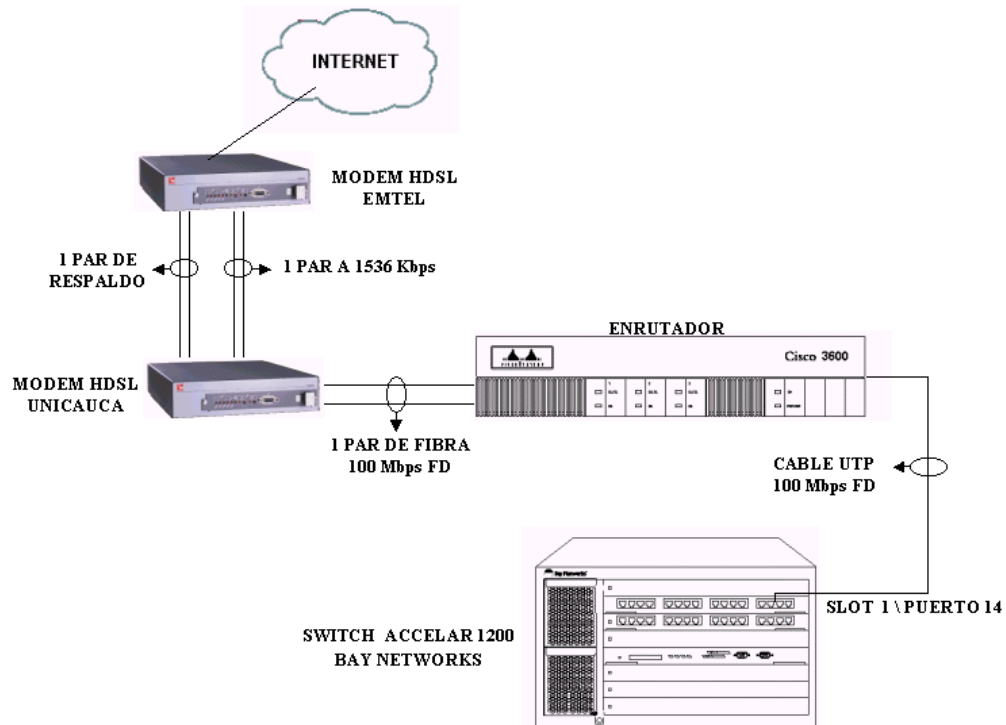 INTERNET
MODEM HDSL
EMTEL
1 PAR DE
RESPALDO
1 PAR A 1536 Kbps
ENRUTADOR
Cisco 3600
MODEM HDSL
UNICAUCA
1 PAR DE FIBRA
100 Mbps FD
CABLE UTP
100 Mbps FD
Bay Networks
SLOT 1 \ PUERTO 14
SWITCH ACCELAR 1200
BAY NETWORKS